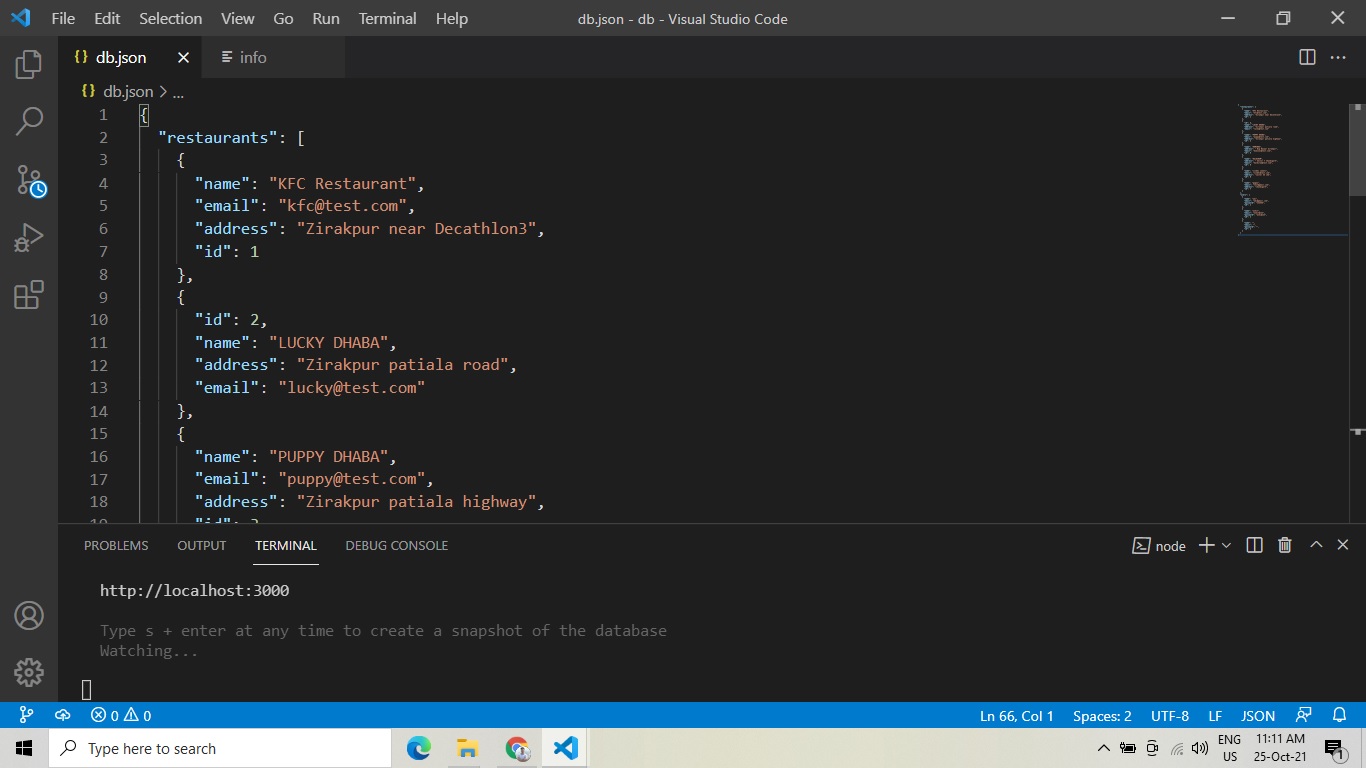 File Edit Selection View Go Run Terminal Help db.json - db - Visual Studio Code
{} db.json info
{} db.json > ...
1 {
2 "restaurants": [
3 {
4 "name": "KFC Restaurant",
5 "email": "kfc@test.com",
6 "address": "Zirakpur near Decathlon3",
7 "id": 1
8 },
9 {
10 "id": 2,
11 "name": "LUCKY DHABA",
12 "address": "Zirakpur patiala road",
13 "email": "lucky@test.com"
14 },
15 {
16 "name": "PUPPY DHABA",
17 "email": "puppy@test.com",
18 "address": "Zirakpur patiala highway",
PROBLEMS OUTPUT TERMINAL DEBUG CONSOLE node
http://localhost:3000
Type s + enter at any time to create a snapshot of the database
Watching...
0 0 Ln 66, Col 1 Spaces: 2 UTF-8 LF JSON
Type here to search
ENG 11:11 AM
US 25-Oct-21 1